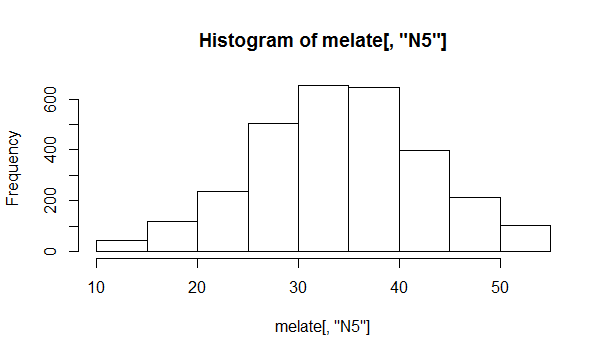 Histogram of melate[, "N5"]
Frequency
600
400
200
0
10 20 30 40 50
melate[, "N5"]